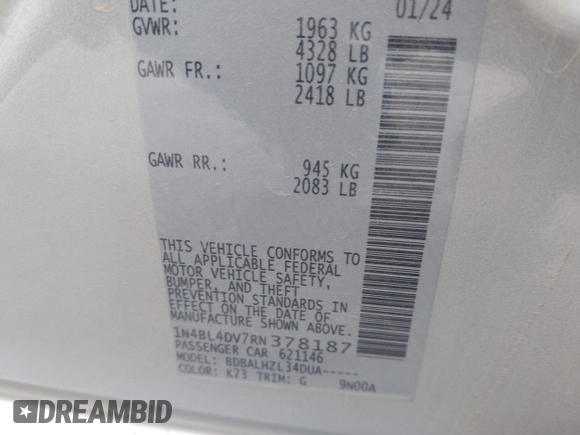 DATE: 01/24
GVWR: 1963 KG
4328 LB
GAWR FR.: 1097 KG
2418 LB
GAWR RR.: 945 KG
2083 LB
THIS VEHICLE CONFORMS TO
ALL APPLICABLE FEDERAL
MOTOR VEHICLE SAFETY,
BUMPER, AND THEFT
PREVENTION STANDARDS IN
EFFECT ON THE DATE OF
MANUFACTURE SHOWN ABOVE.
1N4BL4DV7RN378187
PASSENGER CAR 621146
MODEL: BDBALHZL34DUA-----
COLOR: K23 TRIM: G 9N00A
DREAMBID